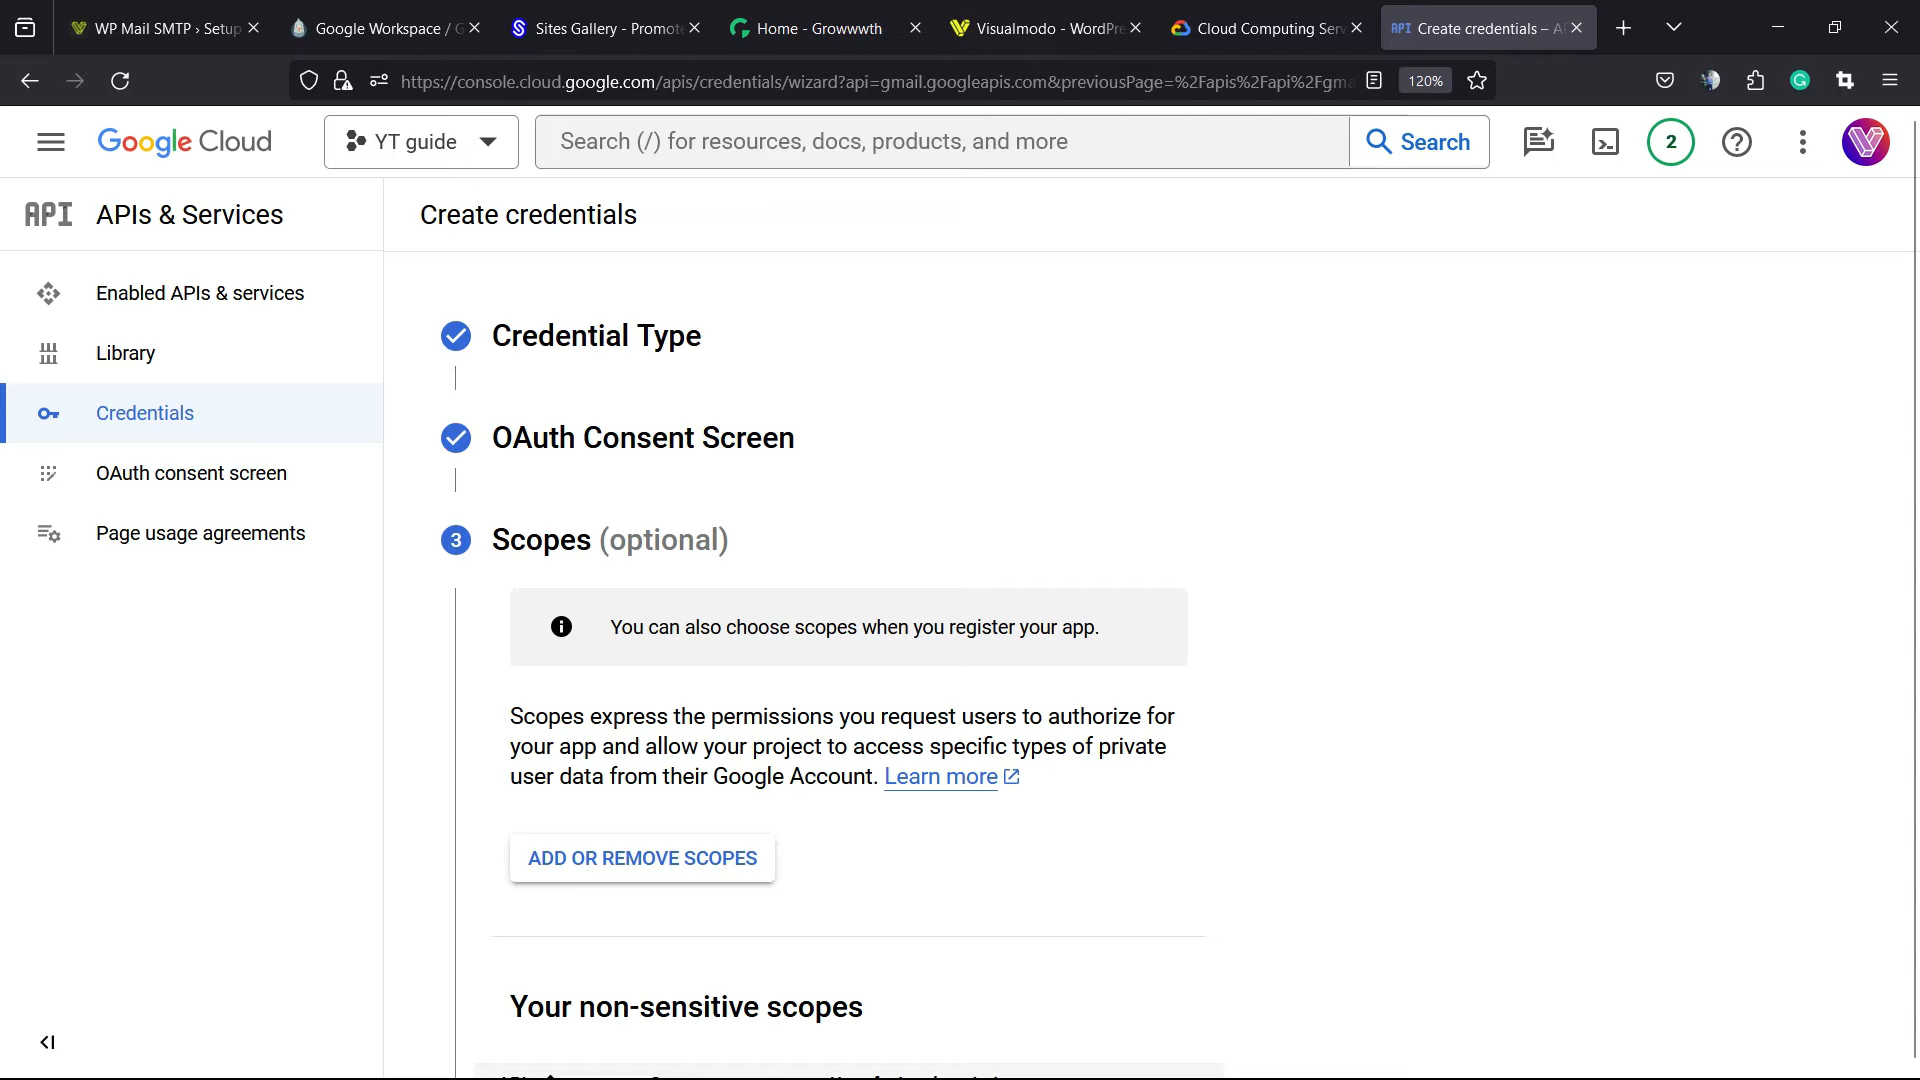 WP Mail SMTP › Setup
Google Workspace / G
Sites Gallery - Promote
Home - Growwwth
Visualmodo - WordPre
Cloud Computing Serv
API Create credentials – A
https://console.cloud.google.com/apis/credentials/wizard?api=gmail.googleapis.com&previousPage=%2Fapis%2Fapi%2Fgma
120%
Google Cloud
YT guide
Search (/) for resources, docs, products, and more
Search
2
API APIs & Services
Create credentials
Enabled APIs & services
Library
Credentials
OAuth consent screen
Page usage agreements
Credential Type
OAuth Consent Screen
3 Scopes (optional)
You can also choose scopes when you register your app.
Scopes express the permissions you request users to authorize for
your app and allow your project to access specific types of private
user data from their Google Account. Learn more
ADD OR REMOVE SCOPES
Your non-sensitive scopes